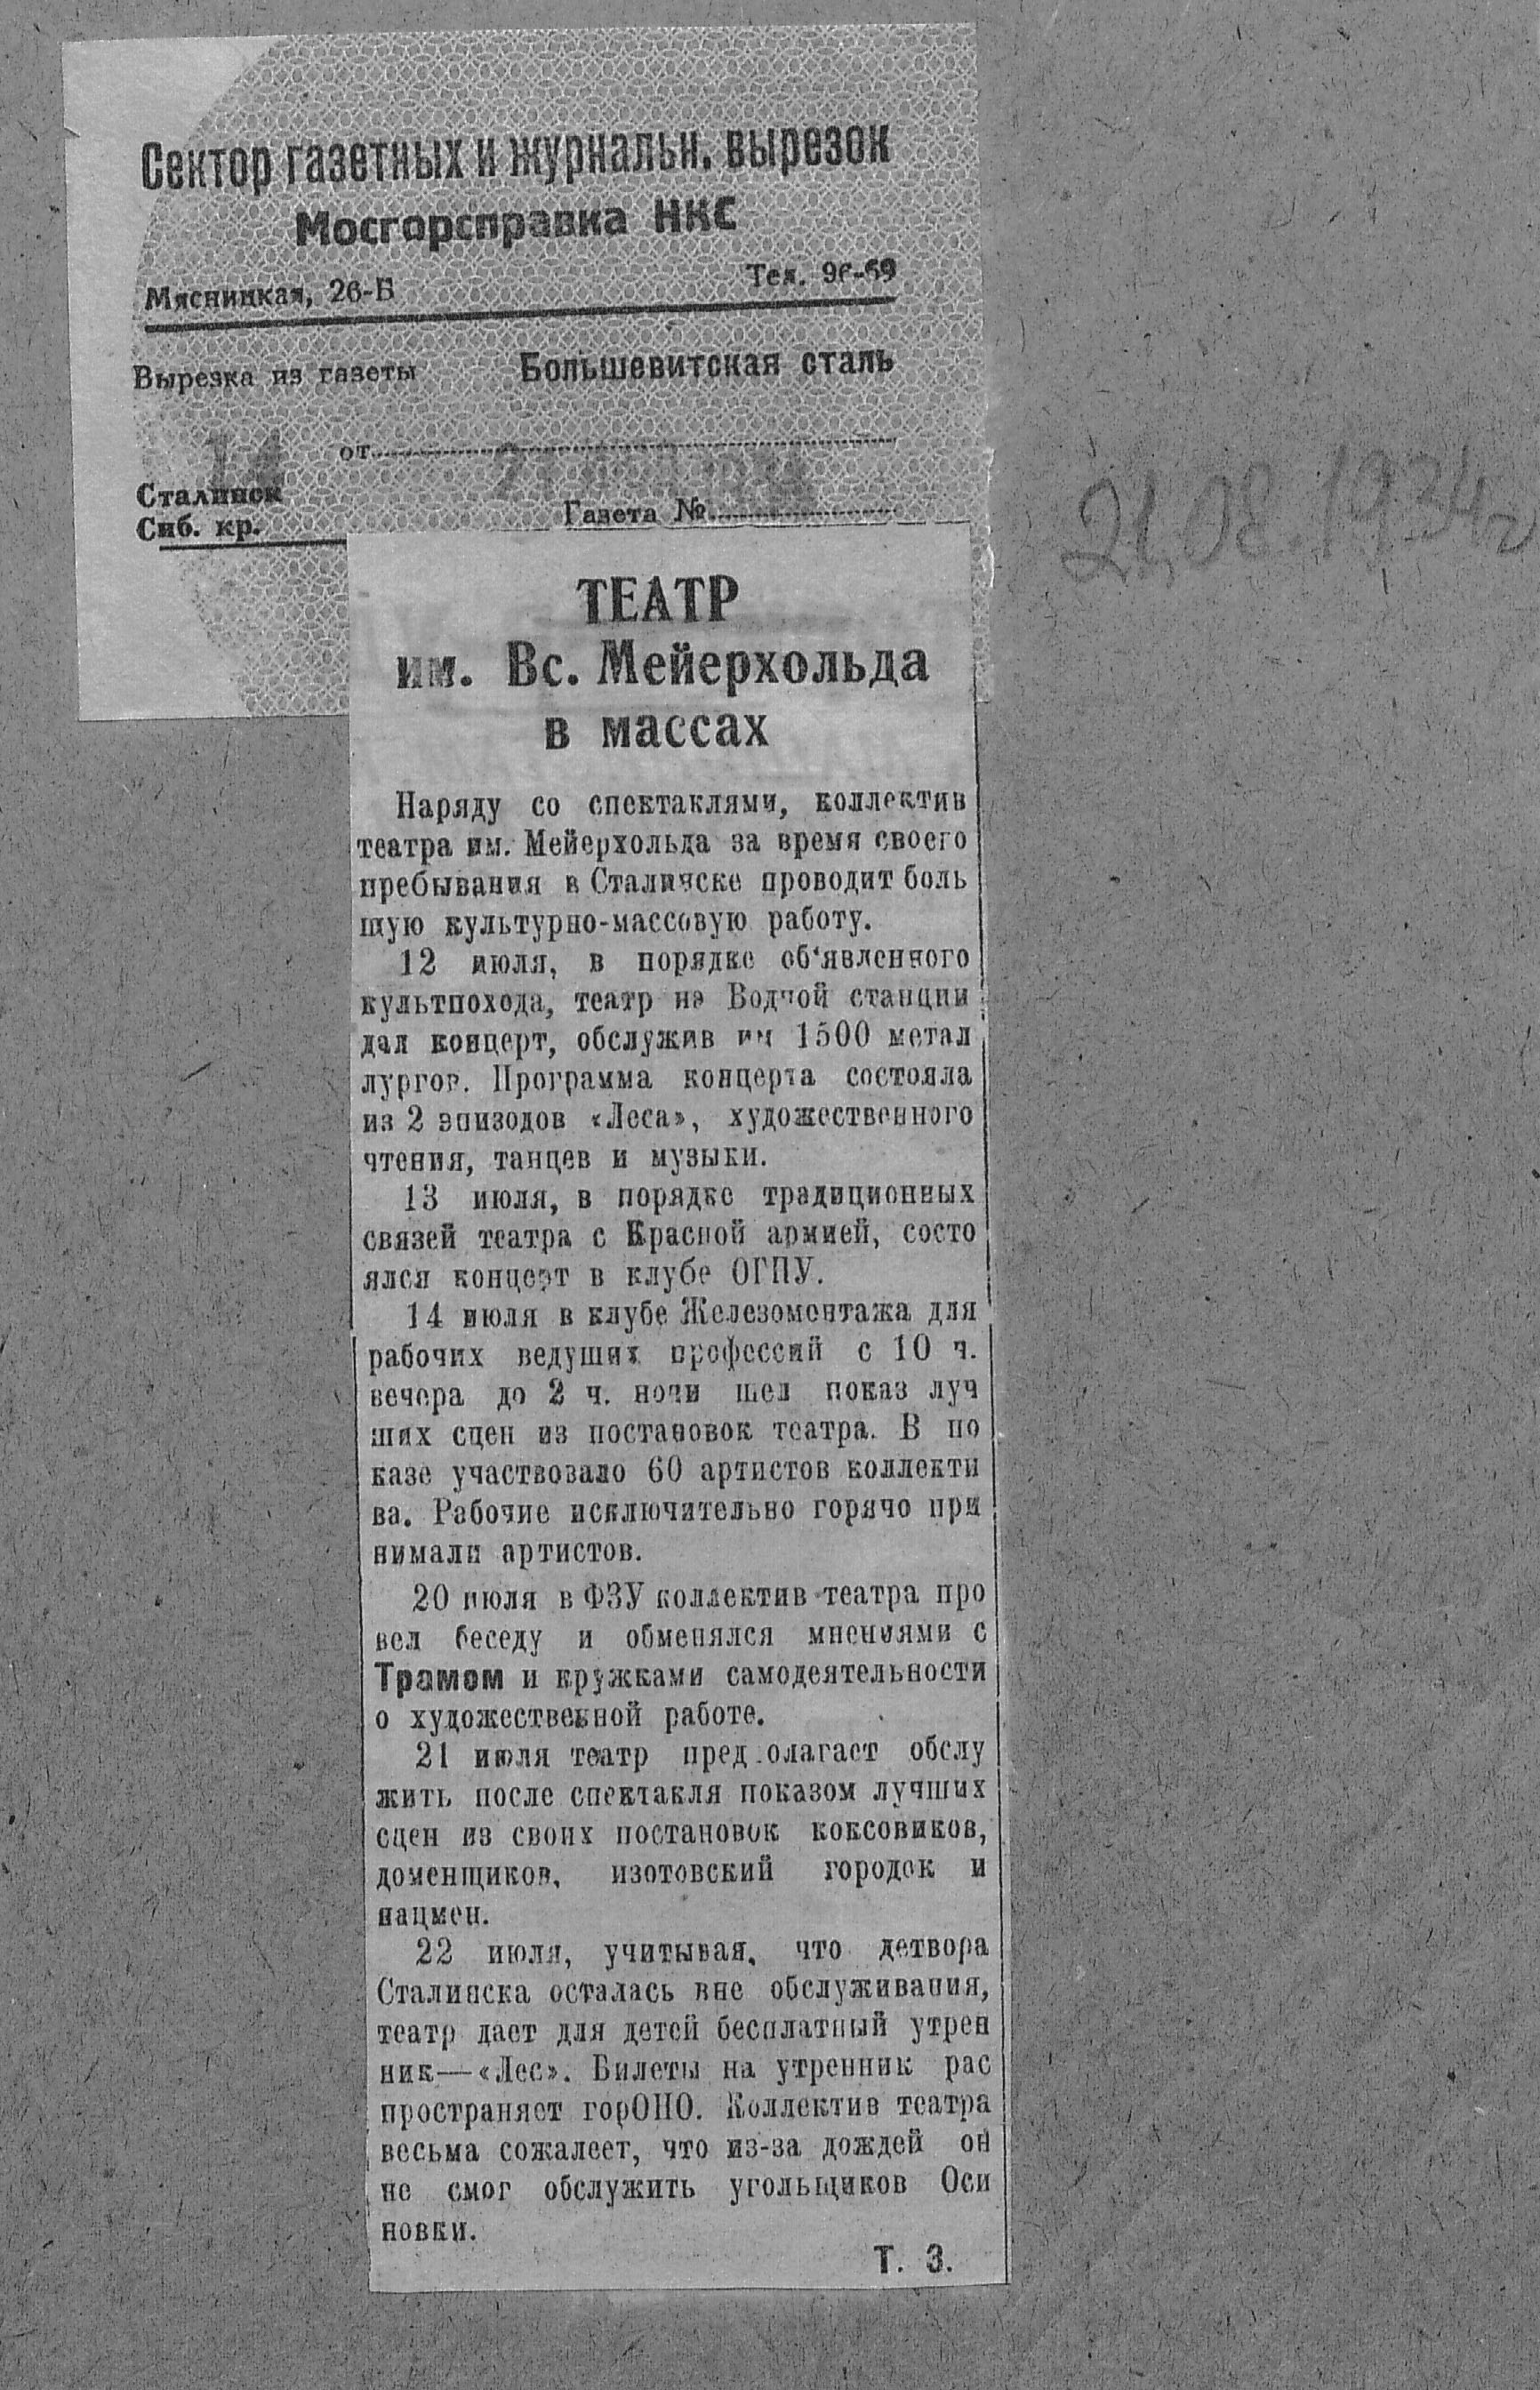 Сектор газетных и журнальн. вырезок
Мосгорсправка НКС
Мясницкая, 26-Б Тел. 96-69
Вырезка из газеты Большевитская сталь
от
Сталинск
Сиб. кр. Газета №
21.08.1934г
ТЕАТР
им. Вс. Мейерхольда
в массах
Наряду со спектаклями, коллектив
театра им. Мейерхольда за время своего
пребывания в Сталинске проводит боль
шую культурно-массовую работу.
12 июля, в порядке об'явленного
культпохода, театр на Водной станции
дал концерт, обслужив им 1500 метал
лургов. Программа концерта состояла
из 2 эпизодов «Леса», художественного
чтения, танцев и музыки.
13 июля, в порядке традиционных
связей театра с Красной армией, состо
ялся концерт в клубе ОГПУ.
14 июля в клубе Железомонтажа для
рабочих ведущих профессий с 10 ч.
вечера до 2 ч. ночи шел показ луч
ших сцен из постановок театра. В по
казе участвовало 60 артистов коллекти
ва. Рабочие исключительно горячо при
нимали артистов.
20 июля в ФЗУ коллектив театра про
вел беседу и обменялся мнениями с
Трамом и кружками самодеятельности
о художественной работе.
21 июля театр предполагает обслу
жить после спектакля показом лучших
сцен из своих постановок коксовиков,
доменщиков, изотовский городок и
нацмен.
22 июля, учитывая, что детвора
Сталинска осталась вне обслуживания,
театр дает для детей бесплатный утрен
ник—«Лес». Билеты на утренник рас
пространяет горОНО. Коллектив театра
весьма сожалеет, что из-за дождей он
не смог обслужить угольщиков Оси
новки.
Т. З.